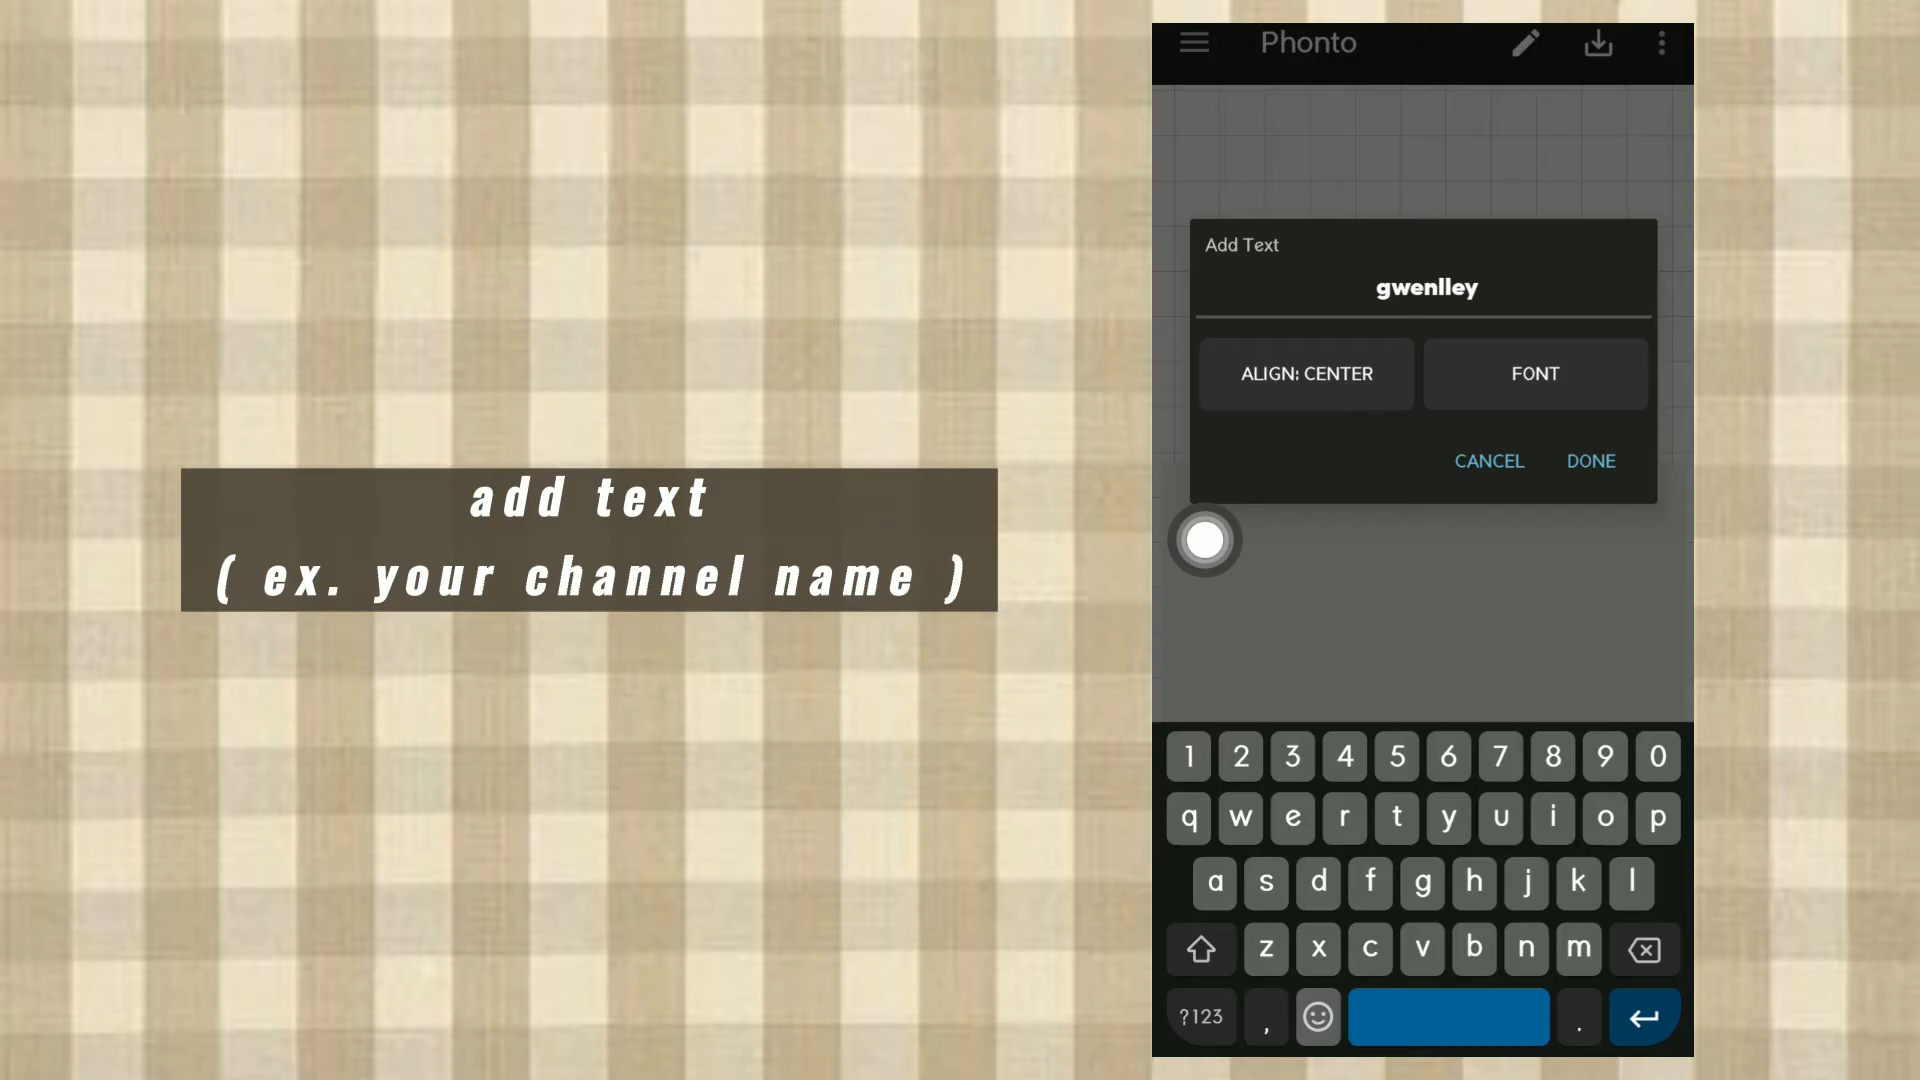 add text
( ex. your channel name )
Phonto
Add Text
gwenlley
ALIGN: CENTER
FONT
CANCEL
DONE
1 2 3 4 5 6 7 8 9 0
q w e r t y u i o p
a s d f g h j k l
z x c v b n m
?123 , .